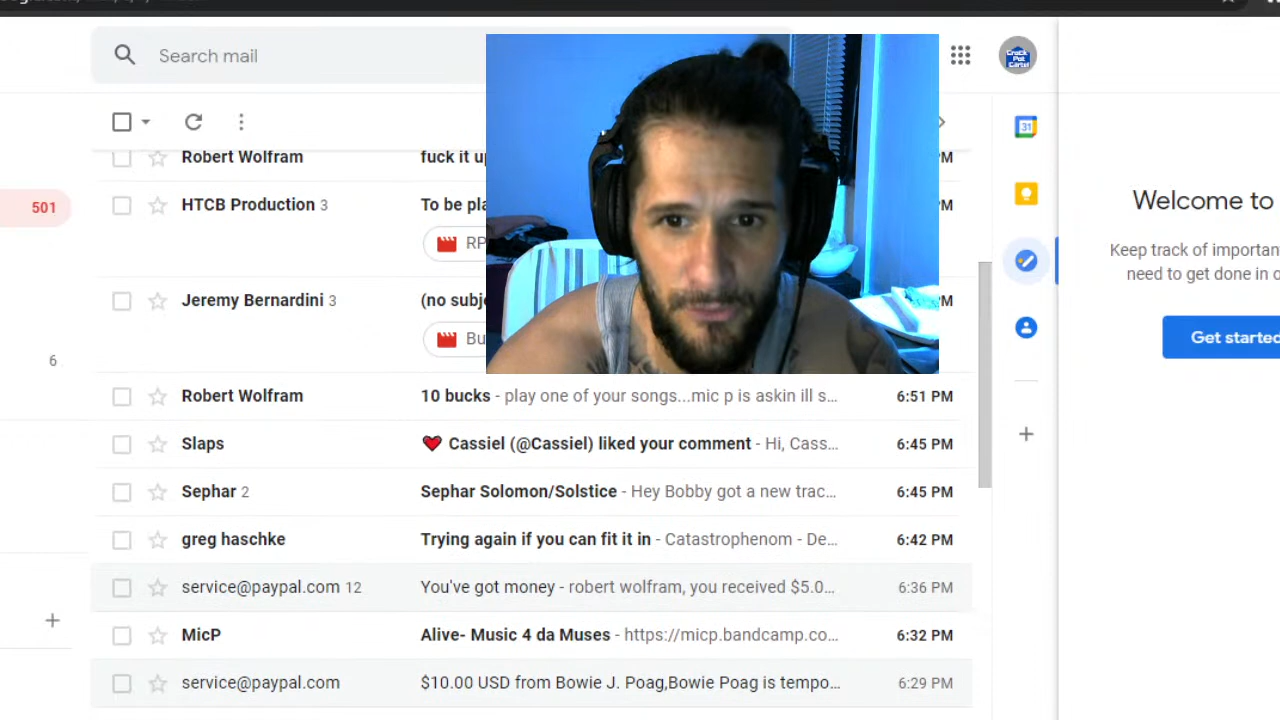 Search mail
CrocK
Pot
Cartel
31
Robert Wolfram
fuck it up
PM
501
HTCB Production 3
To be pla
PM
RP
Welcome to
Keep track of importan
need to get done in o
Jeremy Bernardini 3
(no subje
PM
Bu
Get started
6
Robert Wolfram
10 bucks - play one of your songs...mic p is askin ill s...
6:51 PM
Slaps
Cassiel (@Cassiel) liked your comment - Hi, Cass...
6:45 PM
Sephar 2
Sephar Solomon/Solstice - Hey Bobby got a new trac...
6:45 PM
greg haschke
Trying again if you can fit it in - Catastrophenom - De...
6:42 PM
service@paypal.com 12
You've got money - robert wolfram, you received $5.0...
6:36 PM
MicP
Alive- Music 4 da Muses - https://micp.bandcamp.co...
6:32 PM
service@paypal.com
$10.00 USD from Bowie J. Poag,Bowie Poag is tempo...
6:29 PM